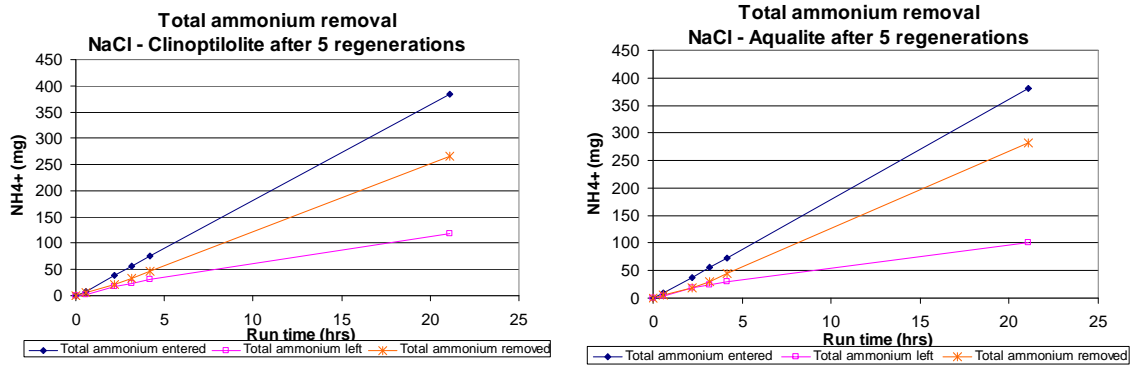 Total ammonium removal
NaCl - Clinoptilolite after 5 regenerations
450
400
350
300
250
200
150
100
50
0
NH4+ (mg)
0 5 10 15 20 25
Run time (hrs)
Total ammonium entered Total ammonium left Total ammonium removed
Total ammonium removal
NaCl - Aqualite after 5 regenerations
450
400
350
300
250
200
150
100
50
0
NH4+ (mg)
0 5 10 15 20 25
Run time (hrs)
Total ammonium entered Total ammonium left Total ammonium removed